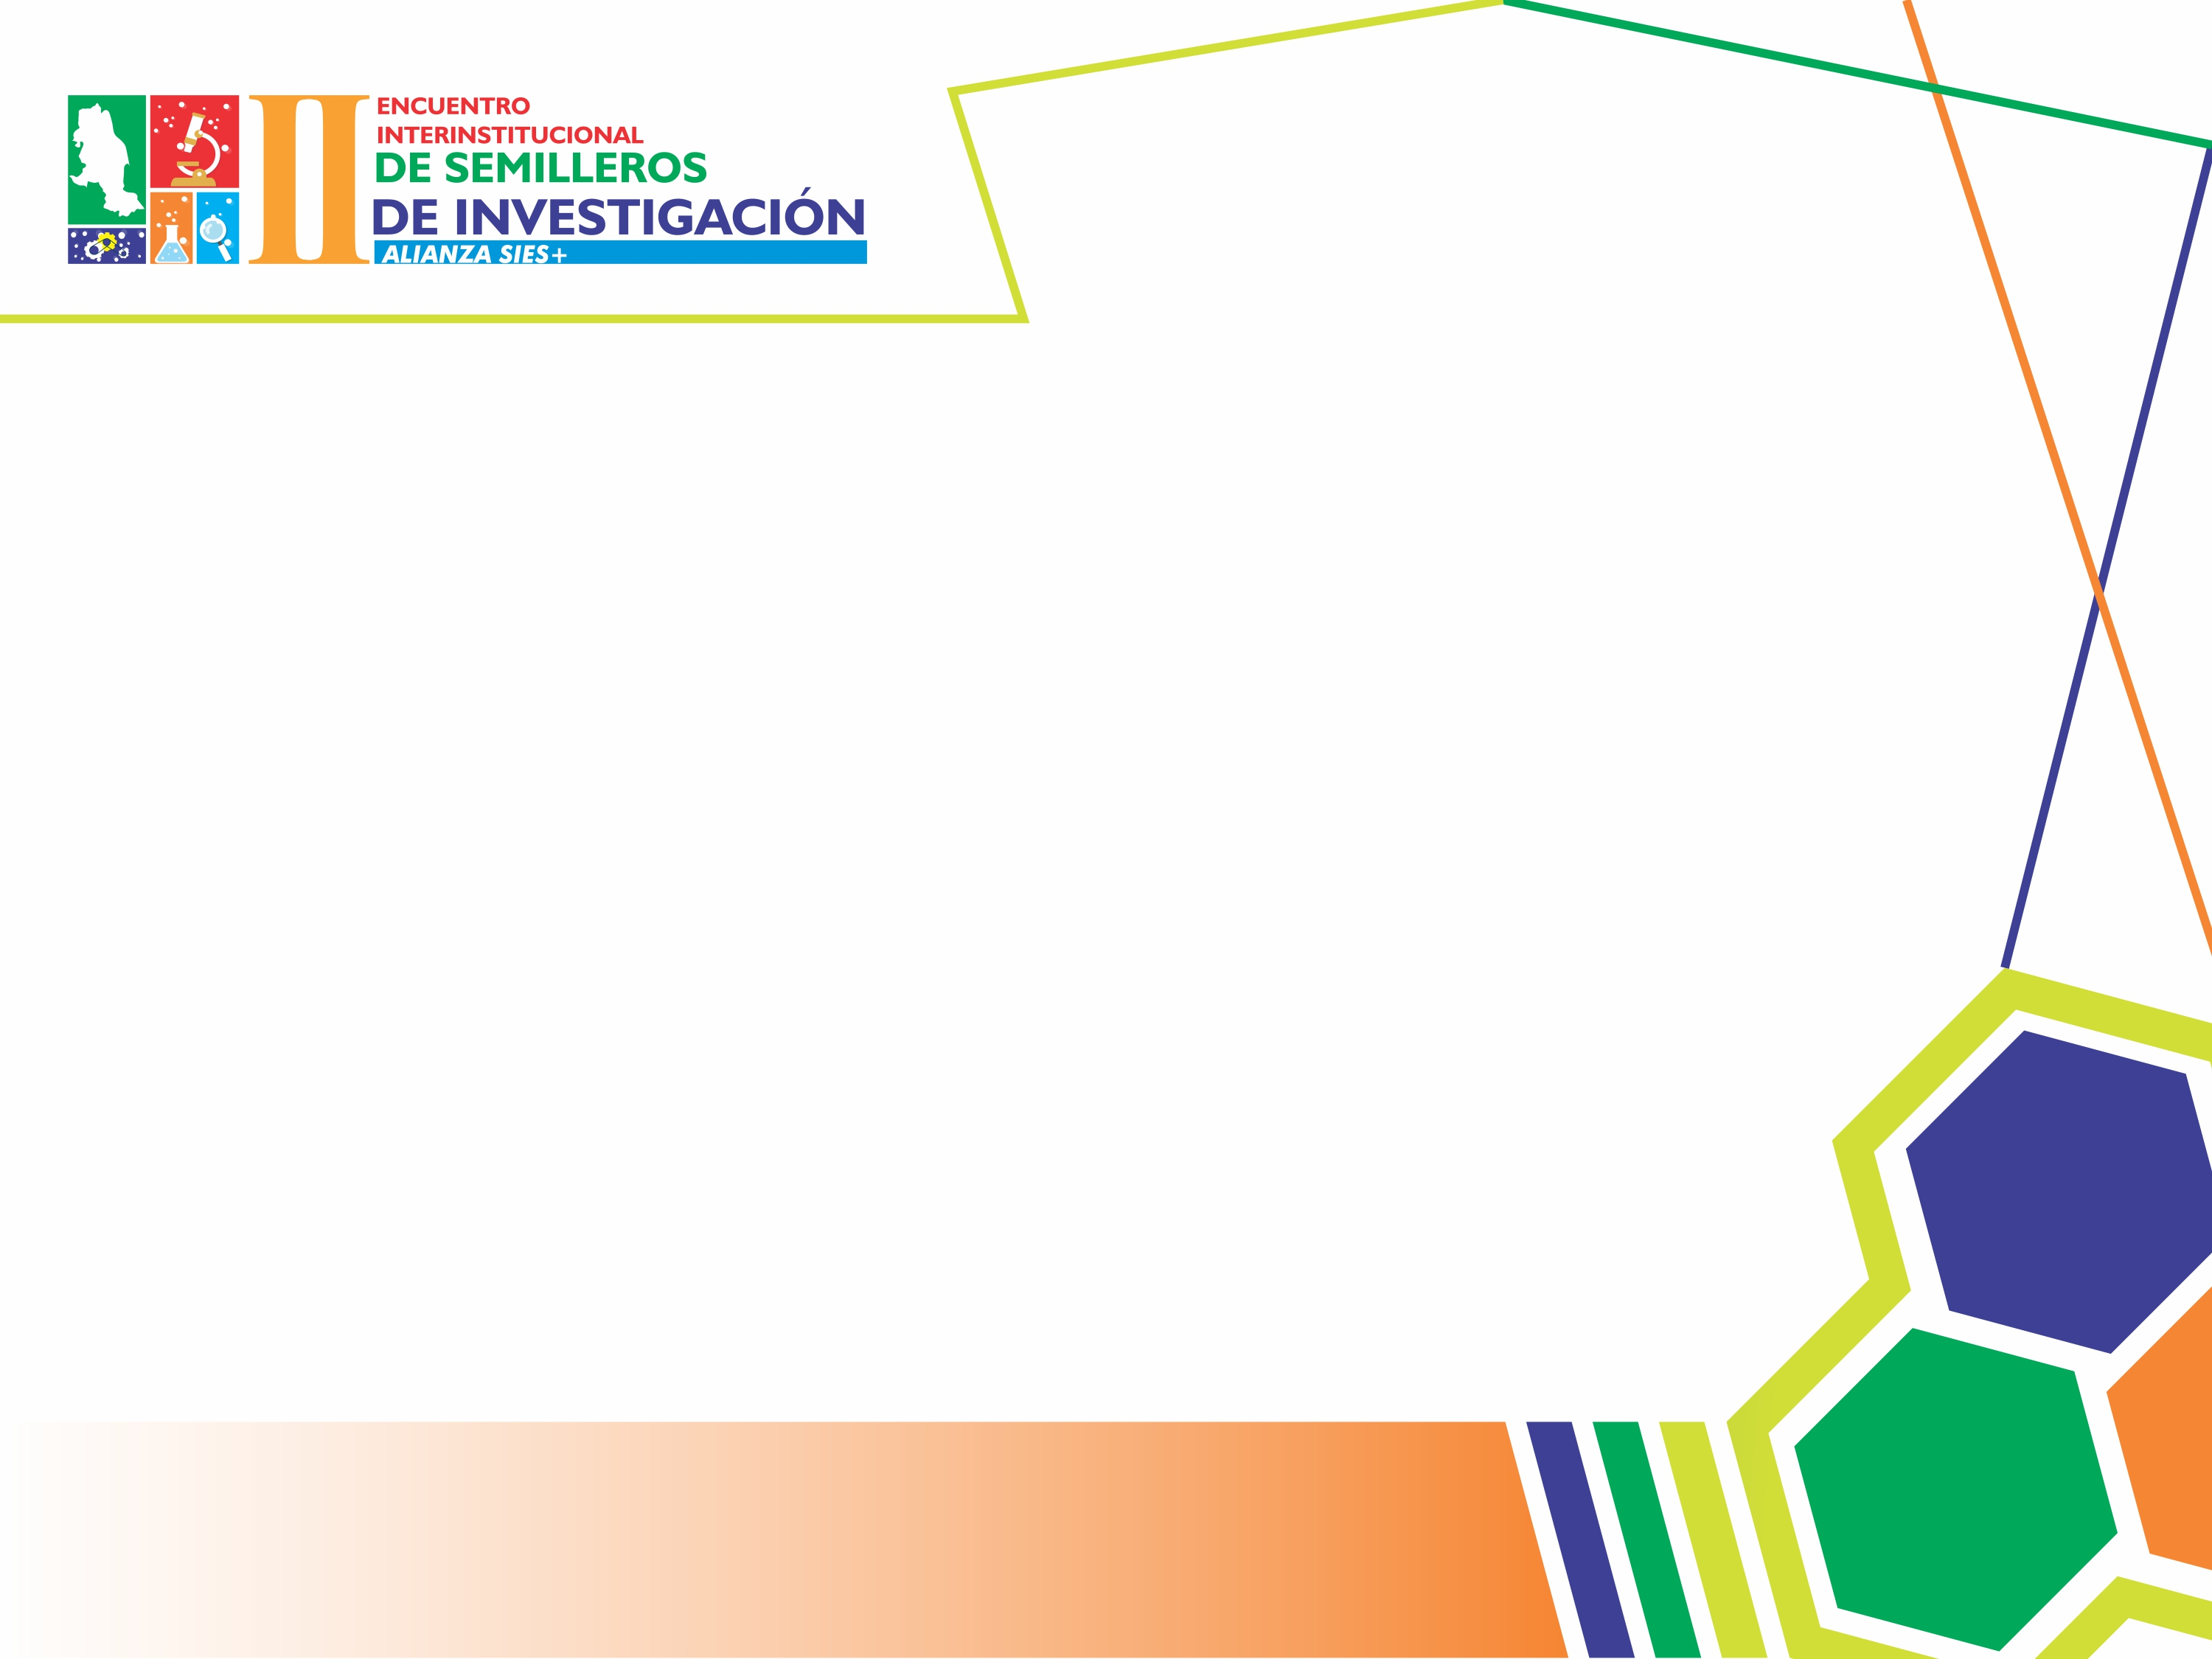 II
ENCUENTRO
INTERINSTITUCIONAL
DE SEMILLEROS
DE INVESTIGACIÓN
ALIANZA SIES+